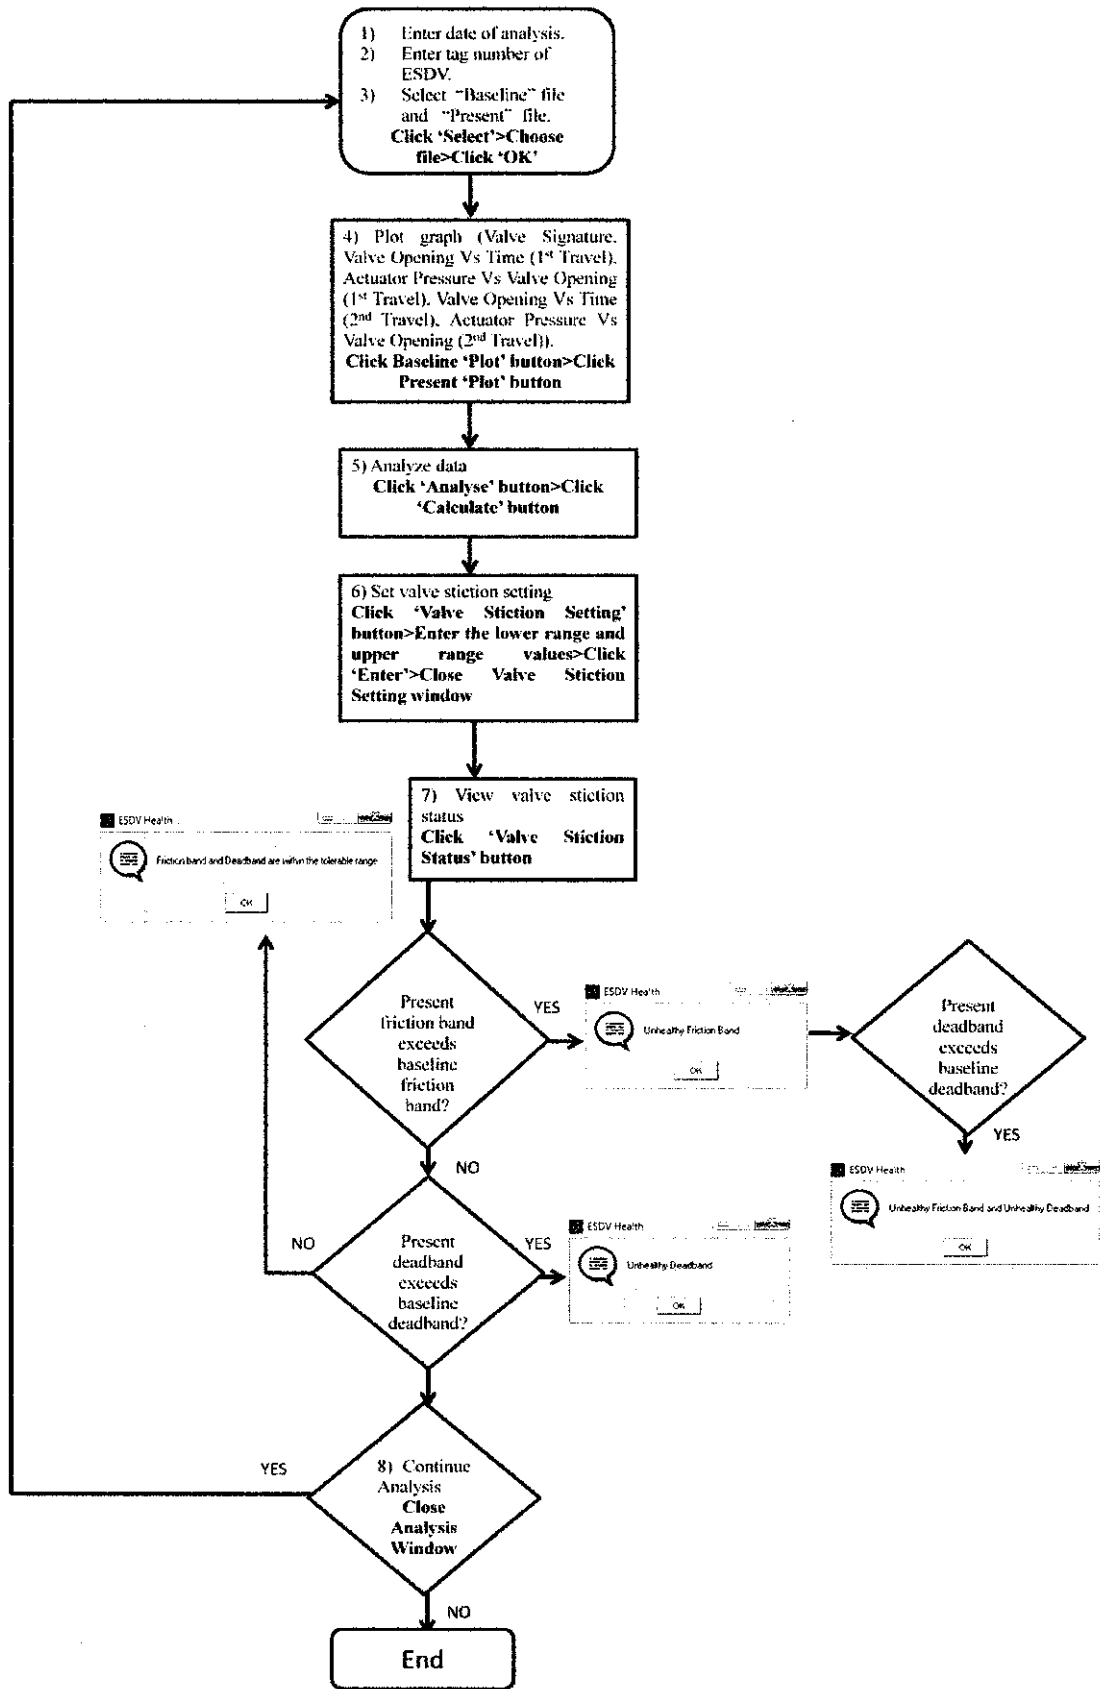 1) Enter date of analysis.
2) Enter tag number of
ESDV.
3) Select “Baseline” file
and “Present” file.
Click ‘Select’>Choose
file>Click ‘OK’
4) Plot graph (Valve Signature,
Valve Opening Vs Time (1st Travel),
Actuator Pressure Vs Valve Opening
(1st Travel), Valve Opening Vs Time
(2nd Travel), Actuator Pressure Vs
Valve Opening (2nd Travel)).
Click Baseline ‘Plot’ button>Click
Present ‘Plot’ button
5) Analyze data
Click ‘Analyse’ button>Click
‘Calculate’ button
6) Set valve stiction setting
Click ‘Valve Stiction Setting’
button>Enter the lower range and
upper range values>Click
‘Enter’>Close Valve Stiction
Setting window
7) View valve stiction
status
Click ‘Valve Stiction
Status’ button
ESDV Health
Friction band and Deadband are within the tolerable range
OK
Present
friction band
exceeds
baseline
friction
band?
YES
ESDV Health
Unhealthy Friction Band
OK
Present
deadband
exceeds
baseline
deadband?
YES
ESDV Health
Unhealthy Friction Band and Unhealthy Deadband
OK
NO
NO
Present
deadband
exceeds
baseline
deadband?
YES
ESDV Health
Unhealthy Deadband
OK
YES
8) Continue
Analysis
Close
Analysis
Window
NO
End